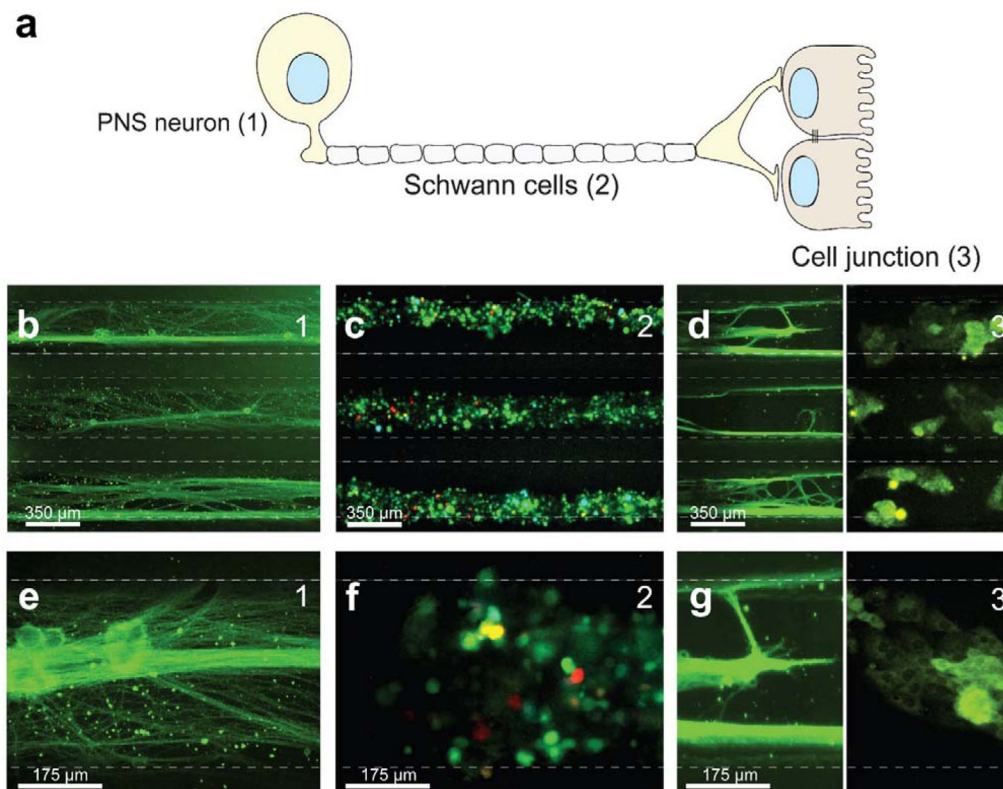 a
PNS neuron (1)
Schwann cells (2)
Cell junction (3)
b 1
350 µm
c 2
350 µm
d 3
350 µm
e 1
175 µm
f 2
175 µm
g 3
175 µm